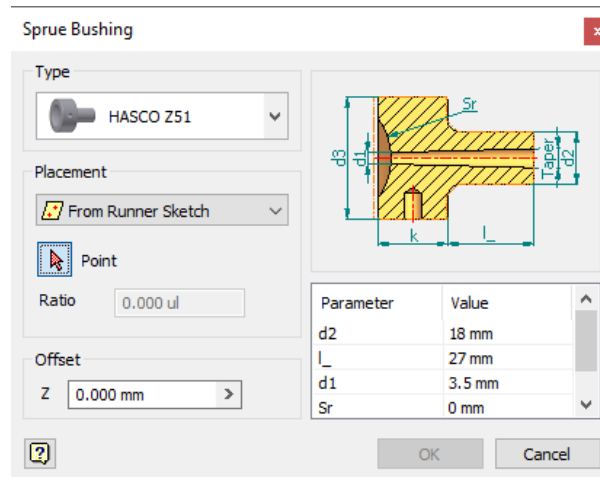 Sprue Bushing
x
Type
HASCO Z51
Placement
From Runner Sketch
Point
Ratio
0.000 ul
Offset
Z
0.000 mm
>
Sr
d3
d1
Taper
d2
k
l_
Parameter Value
d2 18 mm
l_ 27 mm
d1 3.5 mm
Sr 0 mm
?
OK
Cancel